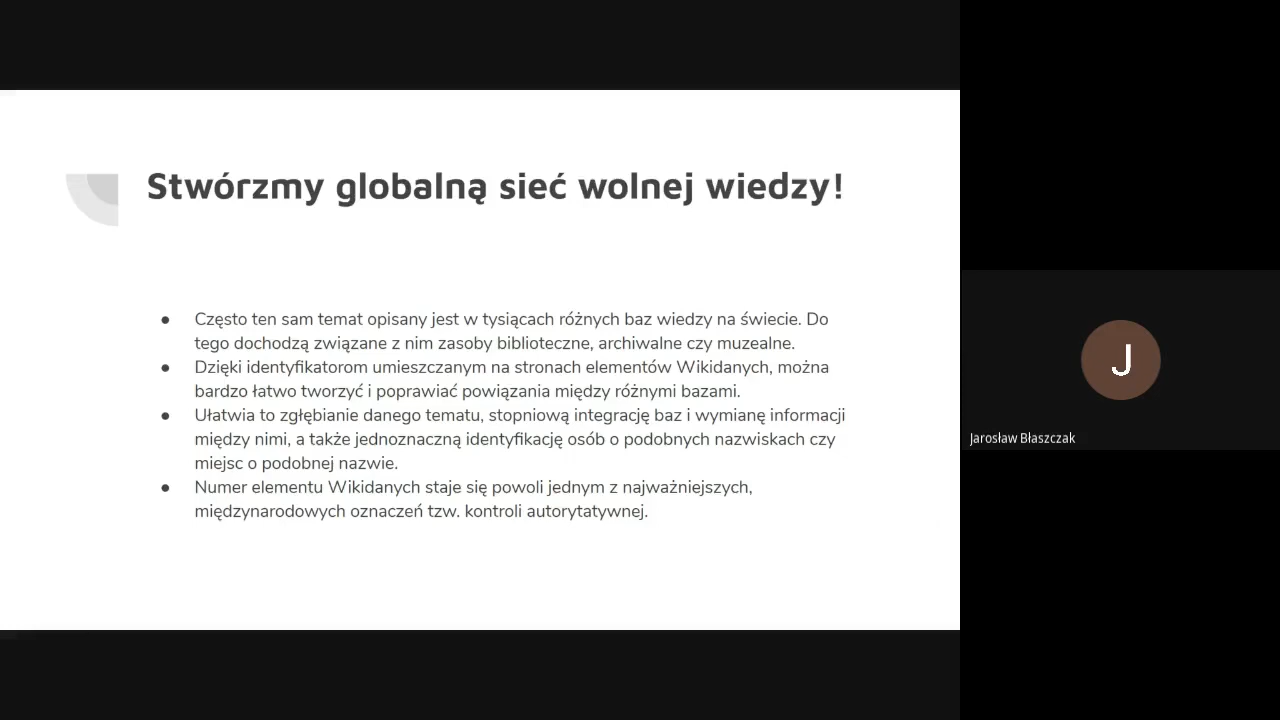 Stwórzmy globalną sieć wolnej wiedzy!
● Często ten sam temat opisany jest w tysiącach różnych baz wiedzy na świecie. Do
tego dochodzą związane z nim zasoby biblioteczne, archiwalne czy muzealne.
● Dzięki identyfikatorom umieszczanym na stronach elementów Wikidanych, można
bardzo łatwo tworzyć i poprawiać powiązania między różnymi bazami.
● Ułatwia to zgłębianie danego tematu, stopniową integrację baz i wymianę informacji
między nimi, a także jednoznaczną identyfikację osób o podobnych nazwiskach czy
miejsc o podobnej nazwie.
● Numer elementu Wikidanych staje się powoli jednym z najważniejszych,
międzynarodowych oznaczeń tzw. kontroli autorytatywnej.
J
Jarosław Błaszczak